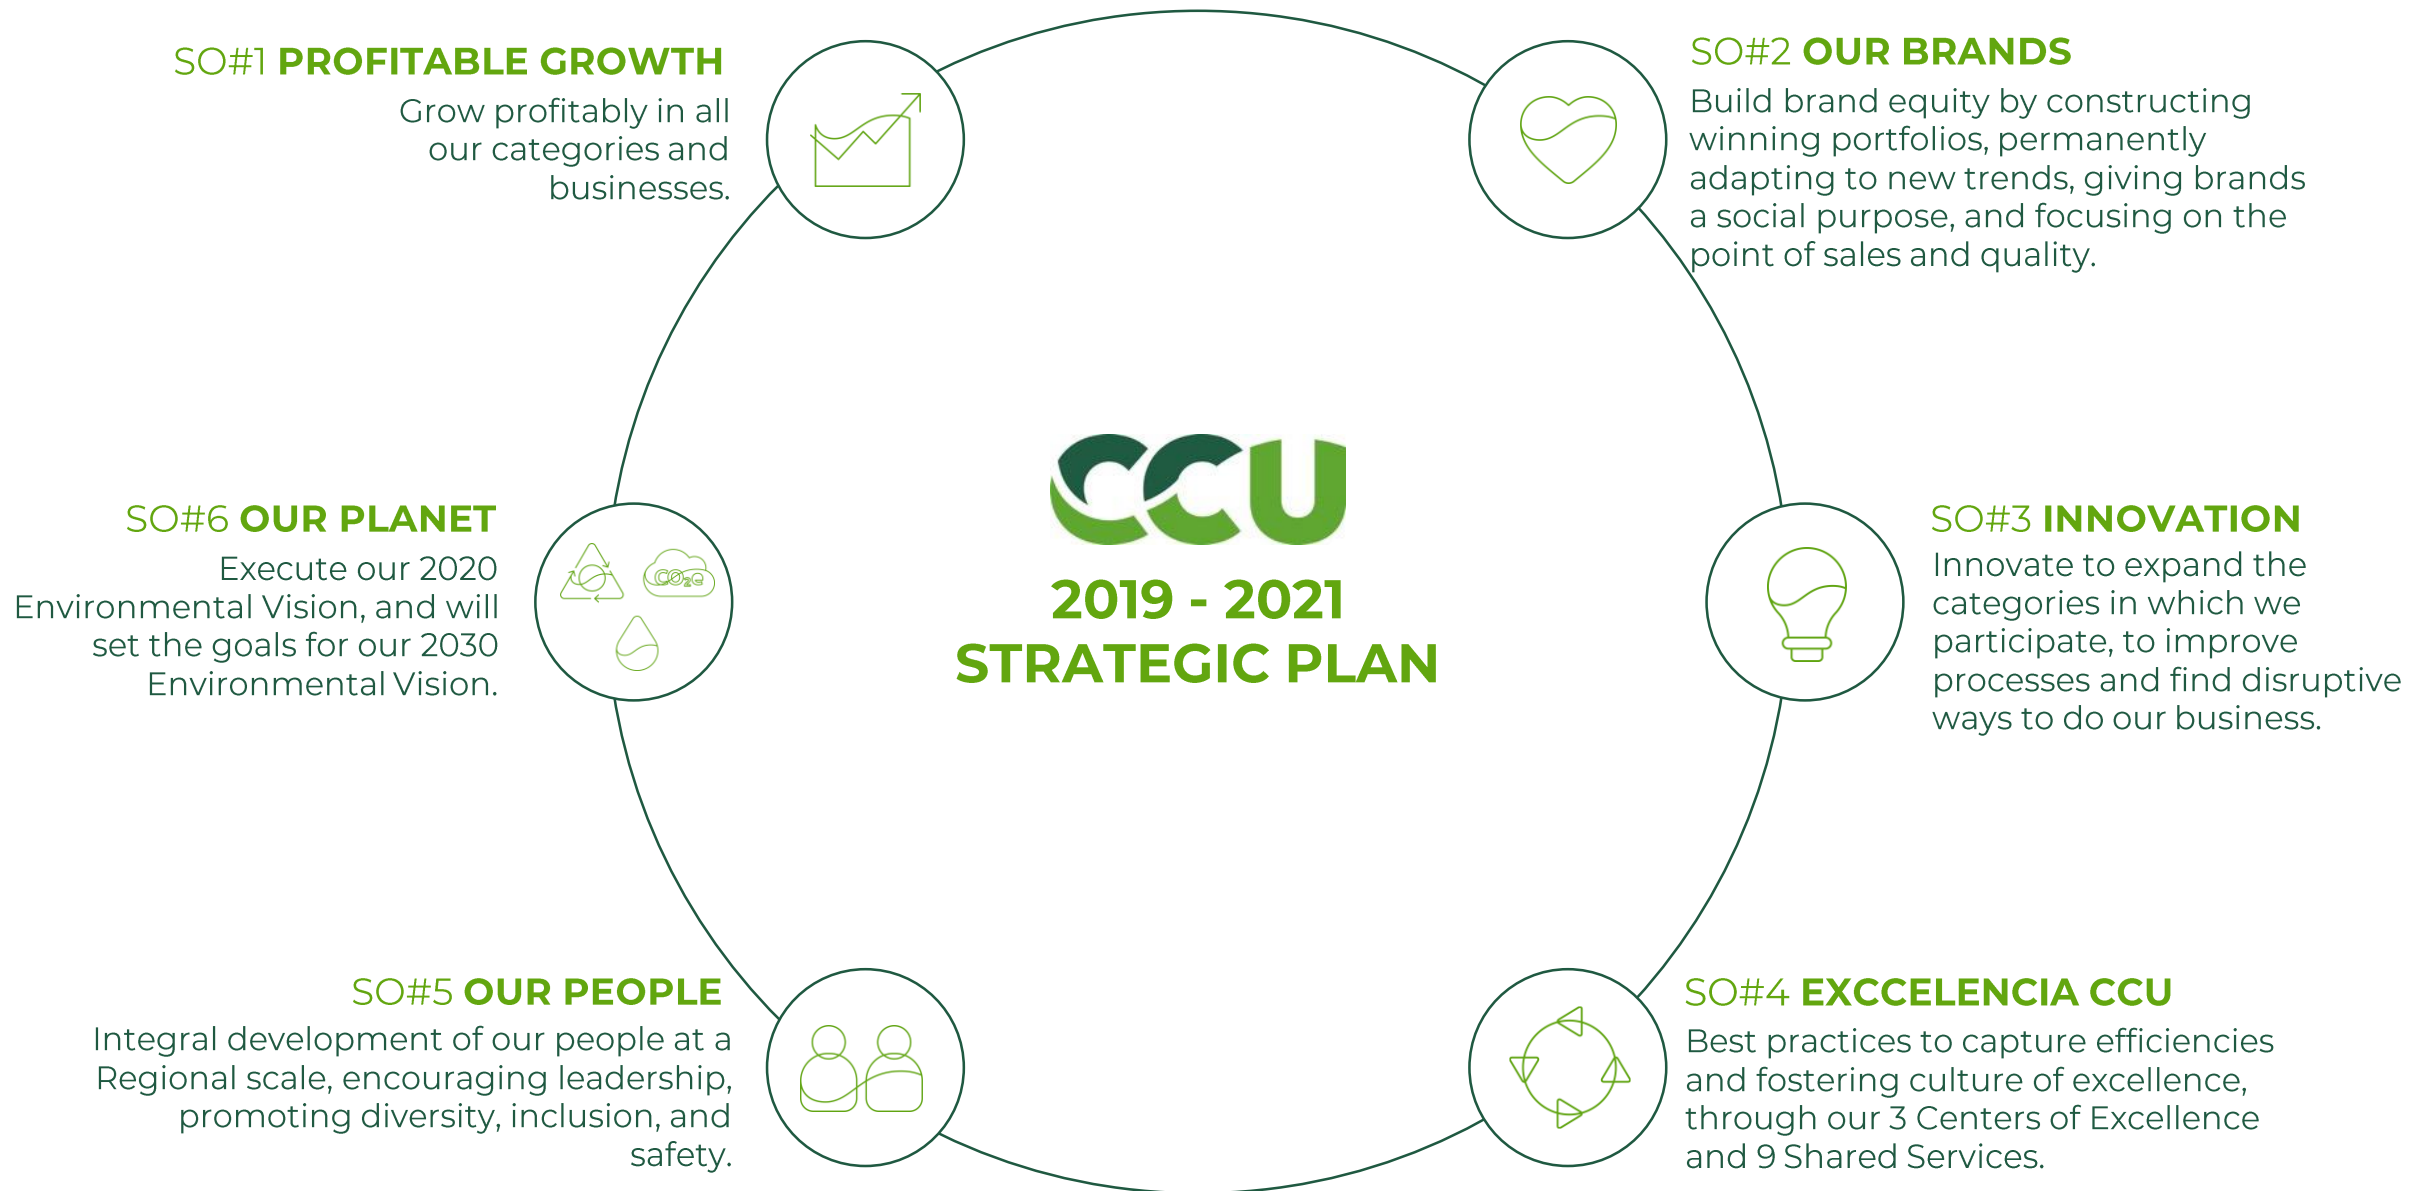 SO#1 PROFITABLE GROWTH
Grow profitably in all
our categories and
businesses.
SO#2 OUR BRANDS
Build brand equity by constructing
winning portfolios, permanently
adapting to new trends, giving brands
a social purpose, and focusing on the
point of sales and quality.
CCU
2019 - 2021
STRATEGIC PLAN
SO#3 INNOVATION
Innovate to expand the
categories in which we
participate, to improve
processes and find disruptive
ways to do our business.
SO#4 EXCCELENCIA CCU
Best practices to capture efficiencies
and fostering culture of excellence,
through our 3 Centers of Excellence
and 9 Shared Services.
SO#5 OUR PEOPLE
Integral development of our people at a
Regional scale, encouraging leadership,
promoting diversity, inclusion, and
safety.
SO#6 OUR PLANET
Execute our 2020
Environmental Vision, and will
set the goals for our 2030
Environmental Vision.
CO₂e